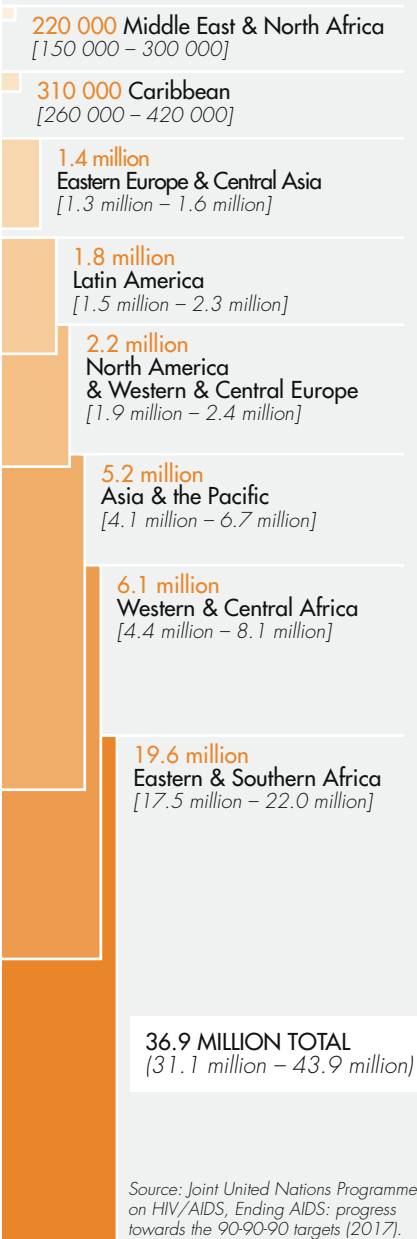 220 000 Middle East & North Africa
[150 000 – 300 000]
310 000 Caribbean
[260 000 – 420 000]
1.4 million
Eastern Europe & Central Asia
[1.3 million – 1.6 million]
1.8 million
Latin America
[1.5 million – 2.3 million]
2.2 million
North America
& Western & Central Europe
[1.9 million – 2.4 million]
5.2 million
Asia & the Pacific
[4.1 million – 6.7 million]
6.1 million
Western & Central Africa
[4.4 million – 8.1 million]
19.6 million
Eastern & Southern Africa
[17.5 million – 22.0 million]
36.9 MILLION TOTAL
(31.1 million – 43.9 million)
Source: Joint United Nations Programme
on HIV/AIDS, Ending AIDS: progress
towards the 90-90-90 targets (2017).